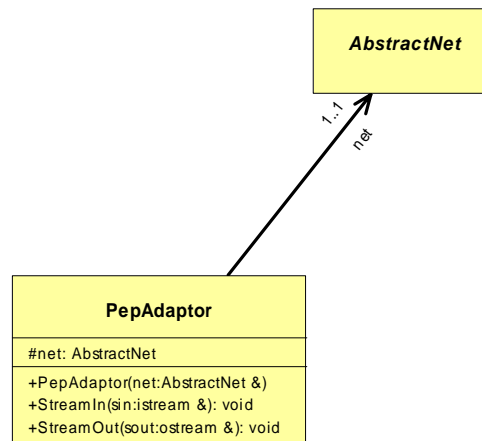 AbstractNet
1..1
net
PepAdaptor
#net: AbstractNet
+PepAdaptor(net:AbstractNet &)
+StreamIn(sin:istream &): void
+StreamOut(sout:ostream &): void